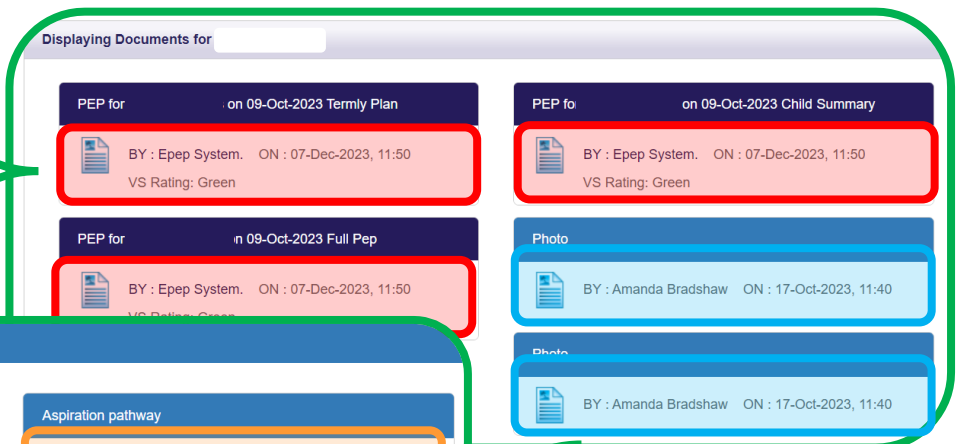 Displaying Documents for
PEP for on 09-Oct-2023 Termly Plan
BY : Epep System. ON : 07-Dec-2023, 11:50
VS Rating: Green
PEP fo on 09-Oct-2023 Child Summary
BY : Epep System. ON : 07-Dec-2023, 11:50
VS Rating: Green
PEP for n 09-Oct-2023 Full Pep
BY : Epep System. ON : 07-Dec-2023, 11:50
VS Rating: Green
Photo
BY : Amanda Bradshaw ON : 17-Oct-2023, 11:40
Photo
BY : Amanda Bradshaw ON : 17-Oct-2023, 11:40
Aspiration pathway